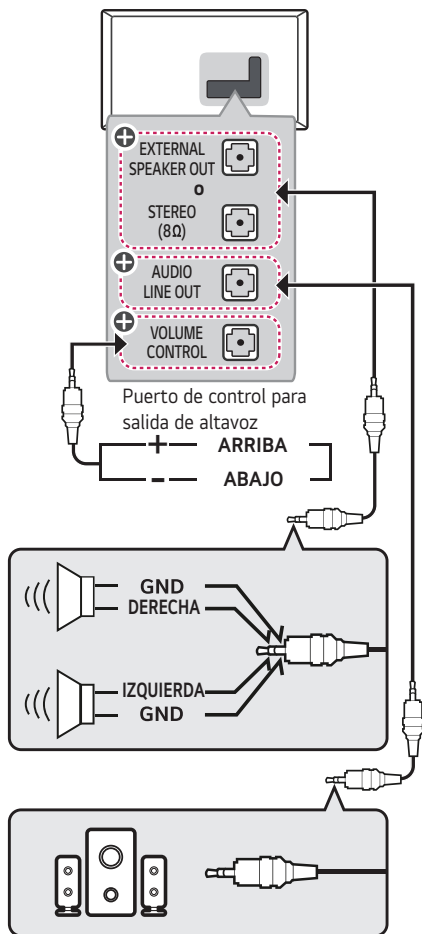 EXTERNAL
SPEAKER OUT
o
STEREO
(8Ω)
AUDIO
LINE OUT
VOLUME
CONTROL
Puerto de control para
salida de altavoz
+ ARRIBA
- ABAJO
GND
DERECHA
IZQUIERDA
GND